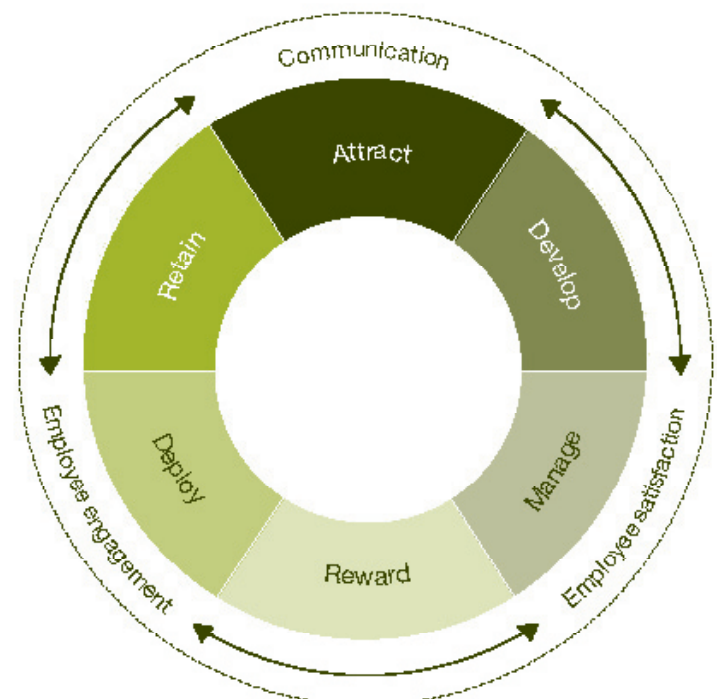 Communication
Attract
Develop
Manage
Reward
Deploy
Retain
Employee satisfaction
Employee engagement